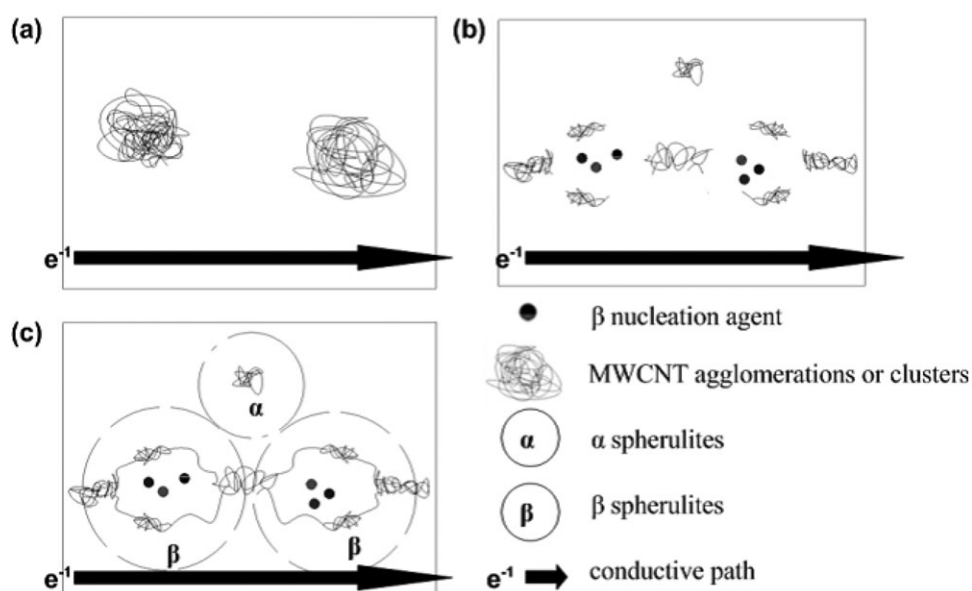 (a)
e-1
(b)
e-1
(c)
α
β
β
e-1
β nucleation agent
MWCNT agglomerations or clusters
α
α spherulites
β
β spherulites
e-1
conductive path